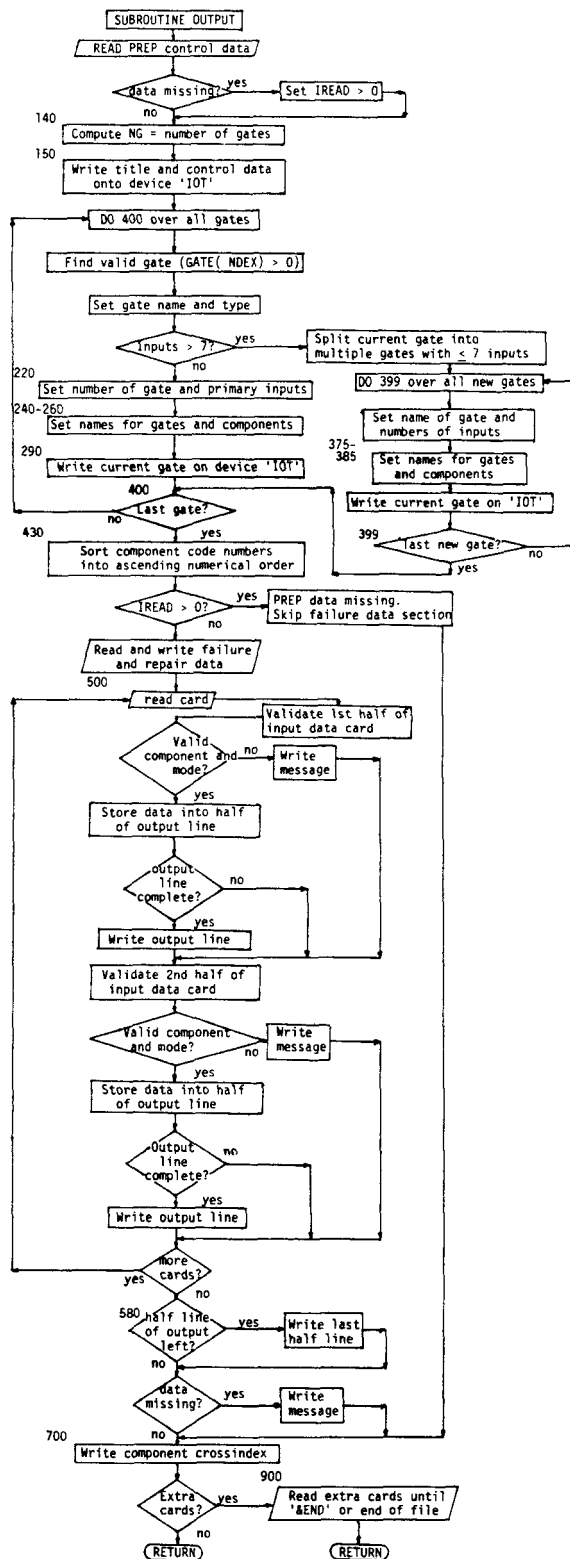 SUBROUTINE OUTPUT
READ PREP control data
data missing?
yes
Set IREAD > 0
no
140
Compute NG = number of gates
150
Write title and control data
onto device 'IOT'
DO 400 over all gates
Find valid gate (GATE( NDEX) > 0)
Set gate name and type
Inputs > 7?
yes
Split current gate into
multiple gates with ≤ 7 inputs
no
220
Set number of gate and primary inputs
DO 399 over all new gates
240-260
Set names for gates and components
Set name of gate and
numbers of inputs
290
Write current gate on device 'IOT'
375-
385
Set names for gates
and components
400
Last gate?
no
yes
Write current gate on 'IOT'
399
last new gate?
no
yes
430
Sort component code numbers
into ascending numerical order
IREAD > 0?
yes
PREP data missing.
Skip failure data section
no
Read and write failure
and repair data
500
read card
Validate 1st half of
input data card
Valid
component and
mode?
no
Write
message
yes
Store data into half
of output line
output
line
complete?
no
yes
Write output line
Validate 2nd half of
input data card
Valid component
and mode?
no
Write
message
yes
Store data into half
of output line
Output
line
complete?
no
yes
Write output line
more
cards?
yes
no
580
half line
of output
left?
yes
Write last
half line
no
data
missing?
yes
Write
message
no
700
Write component crossindex
900
Extra
cards?
yes
Read extra cards until
'&END' or end of file
no
RETURN
RETURN